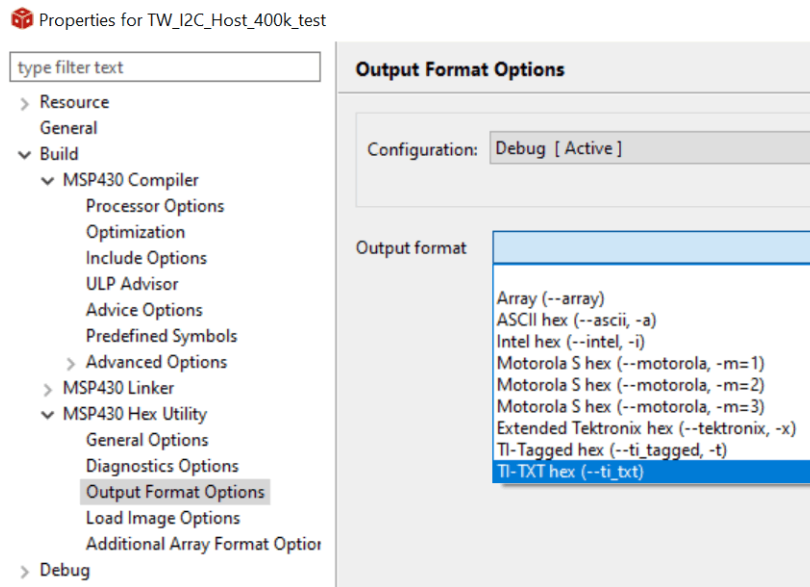 Properties for TW_I2C_Host_400k_test
type filter text
Resource
General
Build
MSP430 Compiler
Processor Options
Optimization
Include Options
ULP Advisor
Advice Options
Predefined Symbols
Advanced Options
MSP430 Linker
MSP430 Hex Utility
General Options
Diagnostics Options
Output Format Options
Load Image Options
Additional Array Format Option
Debug
Output Format Options
Configuration: Debug [ Active ]
Output format
Array (--array)
ASCII hex (--ascii, -a)
Intel hex (--intel, -i)
Motorola S hex (--motorola, -m=1)
Motorola S hex (--motorola, -m=2)
Motorola S hex (--motorola, -m=3)
Extended Tektronix hex (--tektronix, -x)
TI-Tagged hex (--ti_tagged, -t)
TI-TXT hex (--ti_txt)